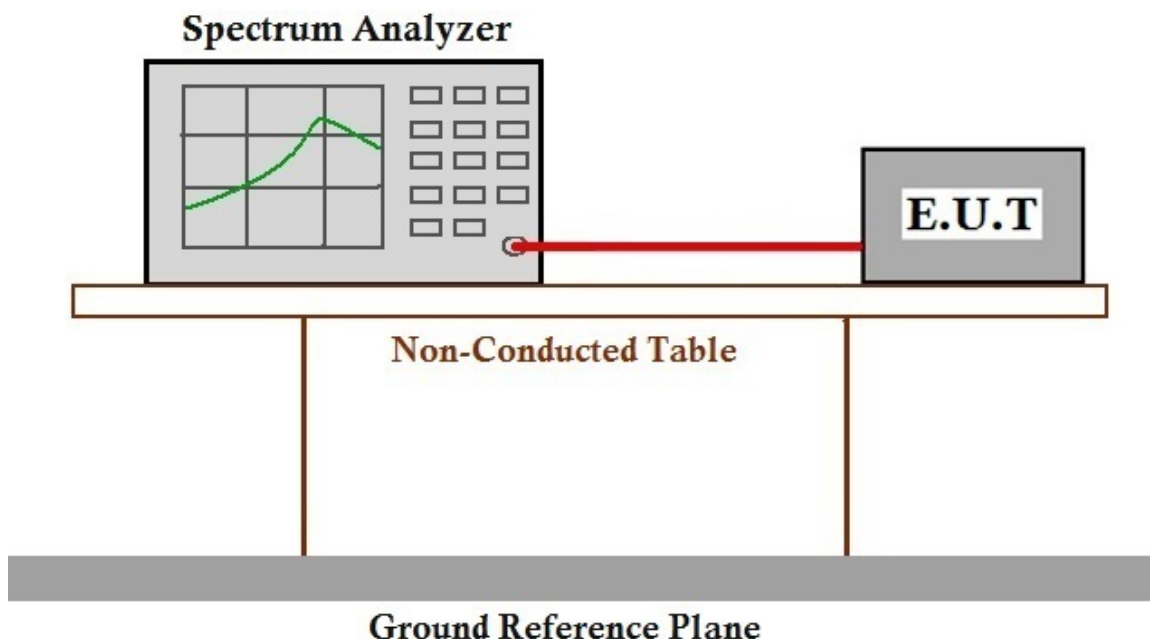 Spectrum Analyzer
E.U.T
Non-Conducted Table
Ground Reference Plane